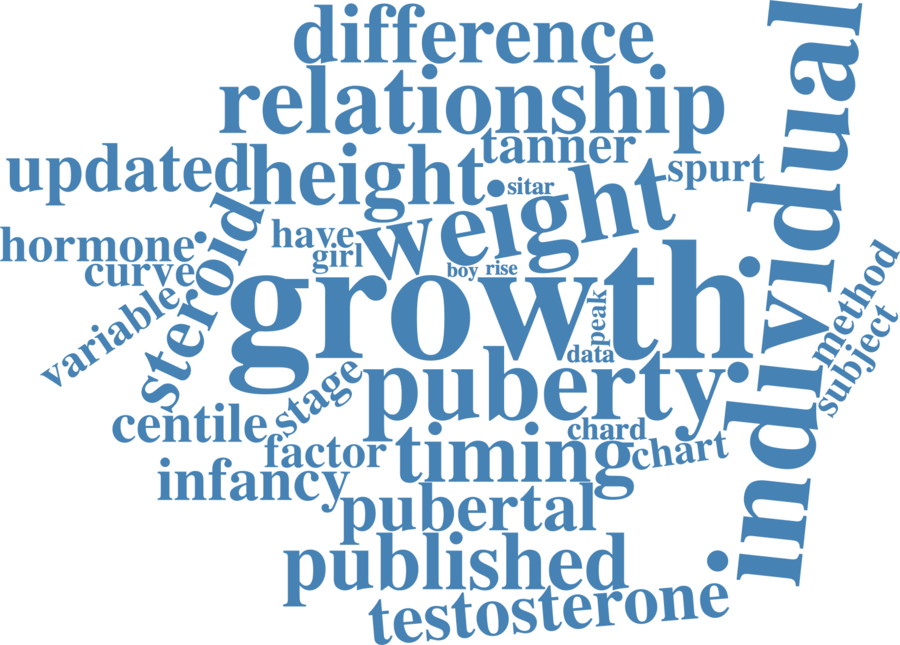 difference
relationship
individual
tanner
updated
height
spurt
sitar
weight
steroid
have
hormone
girl
curve
boy
rise
growth
method
variable
peak
subject
data
puberty
stage
centile
chard
factor
timing
chart
infancy
pubertal
published
testosterone